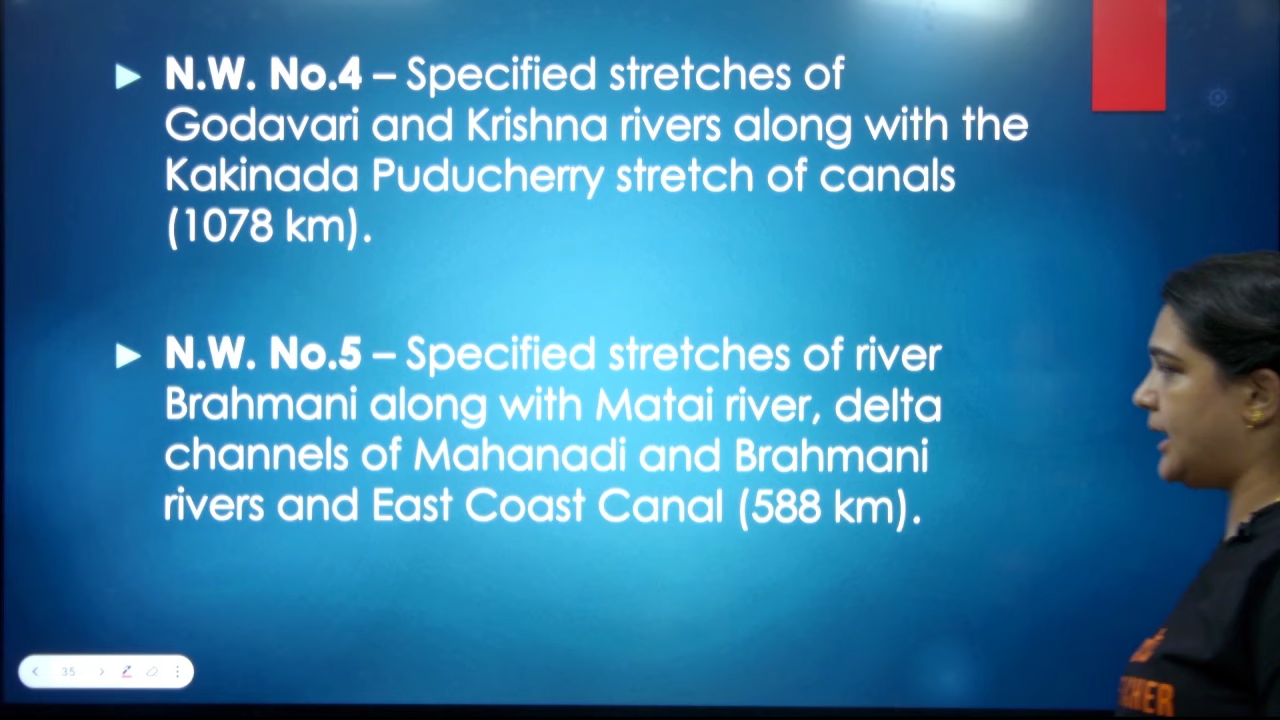 N.W. No.4 – Specified stretches of
Godavari and Krishna rivers along with the
Kakinada Puducherry stretch of canals
(1078 km).
N.W. No.5 – Specified stretches of river
Brahmani along with Matai river, delta
channels of Mahanadi and Brahmani
rivers and East Coast Canal (588 km).
35